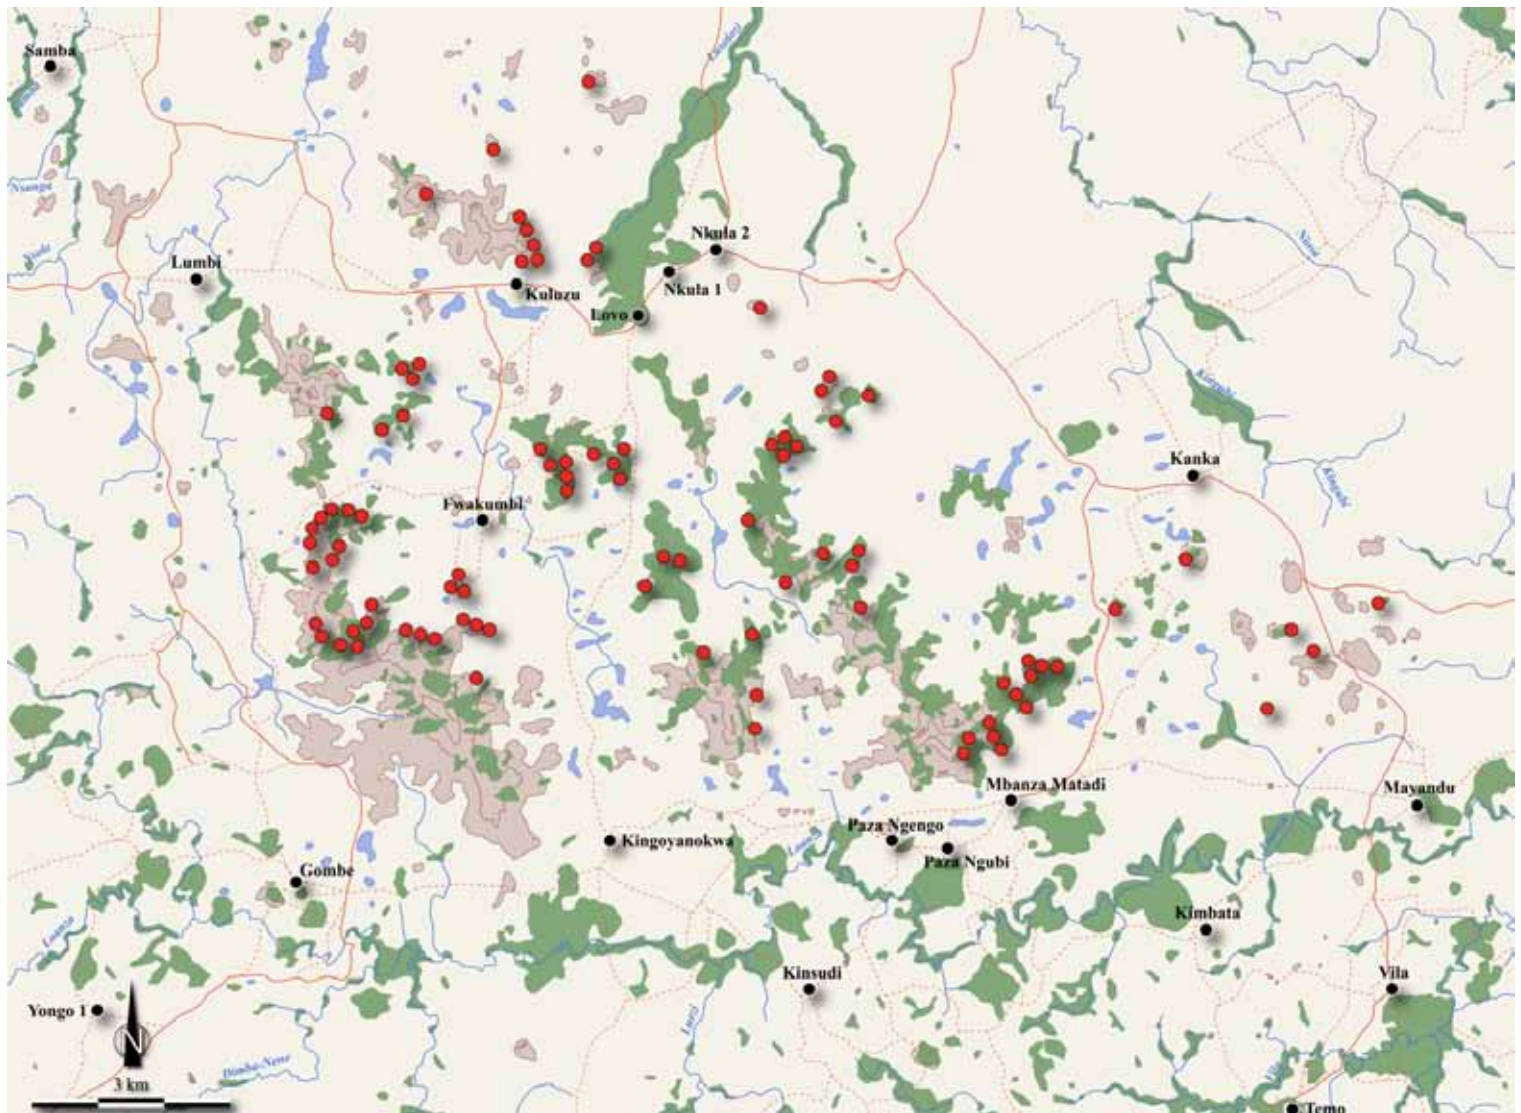 Samba
Nsanga
Lumbi
Kuluzu
Nkula 2
Nkula 1
Lovo
Fwakumbi
Kanka
Mbanza Matadi
Mayandu
Paza Ngengo
Kingoyanokwa
Paza Ngubi
Gombe
Kimbata
Kinsudi
Vila
Yongo 1
N
3 km
Temo